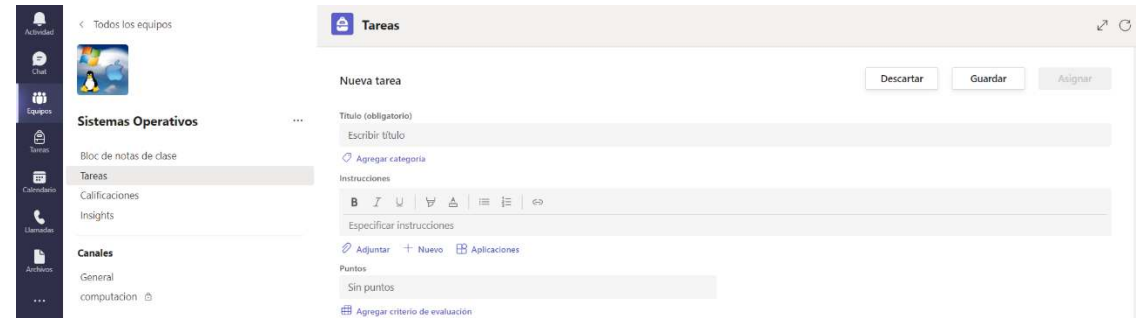 Actividad
Chat
Equipos
Tareas
Calendario
Llamadas
Archivos
...
< Todos los equipos
Sistemas Operativos ...
Bloc de notas de clase
Tareas
Calificaciones
Insights
Canales
General
computacion
Tareas
Nueva tarea
Descartar Guardar Asignar
Título (obligatorio)
Escribir título
Agregar categoría
Instrucciones
B I U A
Especificar instrucciones
Adjuntar + Nuevo Aplicaciones
Puntos
Sin puntos
Agregar criterio de evaluación